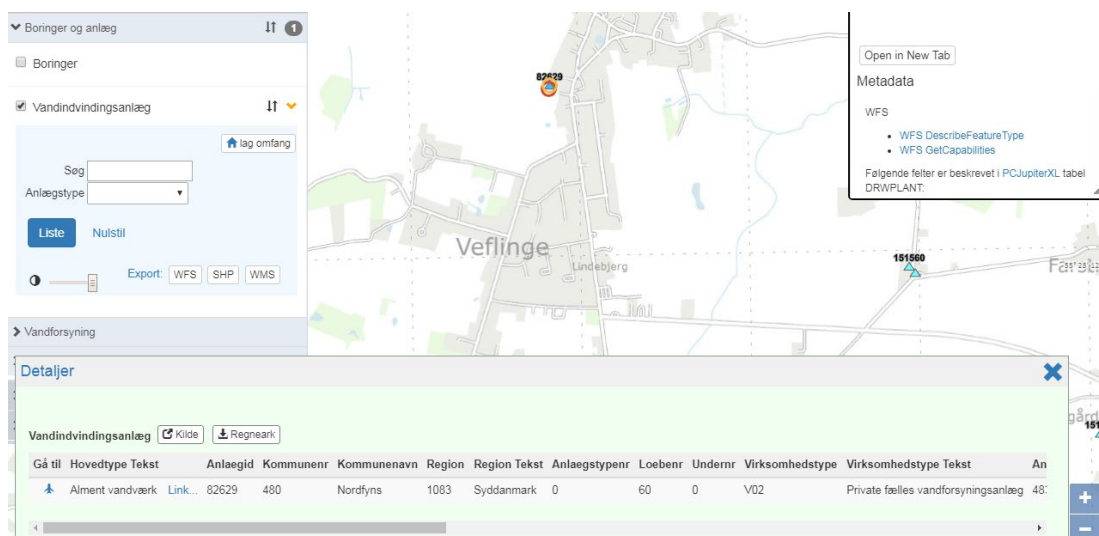 Boringer og anlæg 1
Boringer
Vandindvindingsanlæg
lag omfang
Søg
Anlægstype
Liste Nulstil
Export: WFS SHP WMS
Vandforsyning
82629
Veflinge
Lindebjerg
151560
Open in New Tab
Metadata
WFS
• WFS DescribeFeatureType
• WFS GetCapabilities
Følgende felter er beskrevet i PCJupiterXL tabel
DRWPLANT:
Detaljer
Vandindvindingsanlæg Kilde Regneark
Gå til Hovedtype Tekst Anlaegid Kommunenr Kommunenavn Region Region Tekst Anlaegstypenr Loebenr Undernr Virksomhedstype Virksomhedstype Tekst An
Alment vandværk Link... 82629 480 Nordfyns 1083 Syddanmark 0 60 0 V02 Private fælles vandforsyningsanlæg
+
−